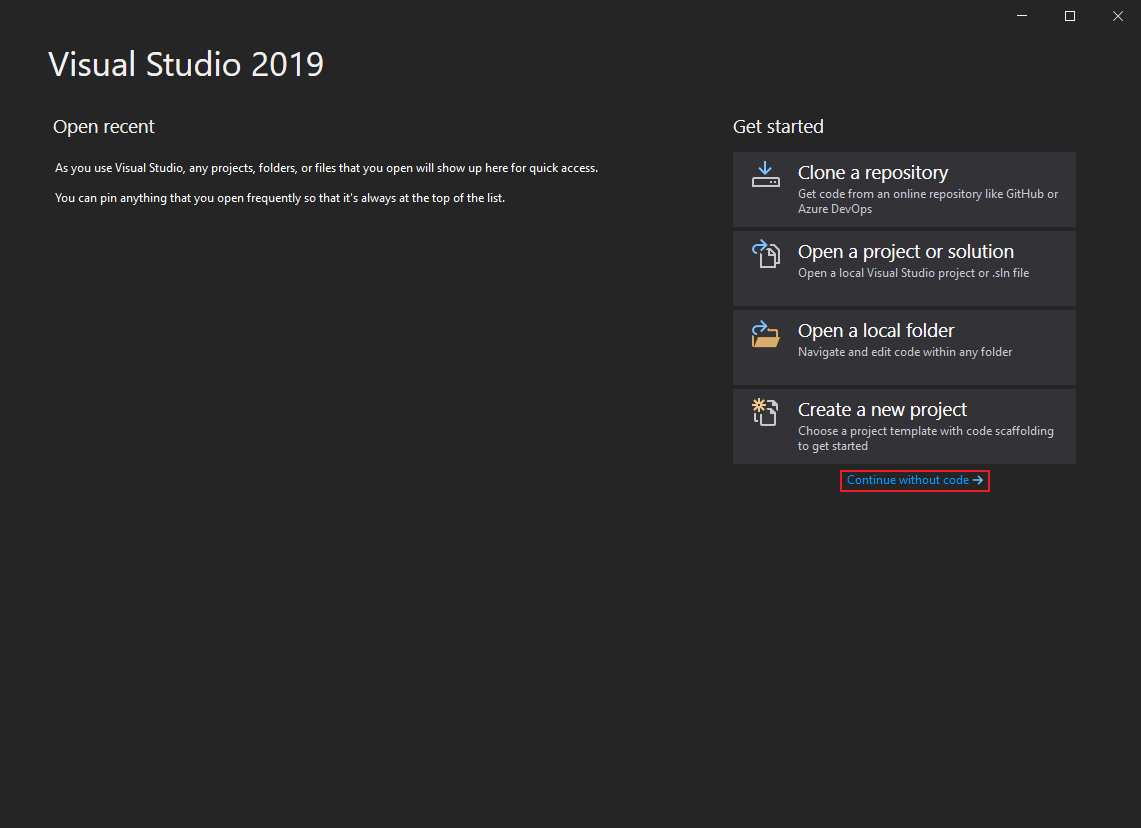 Visual Studio 2019
Open recent
As you use Visual Studio, any projects, folders, or files that you open will show up here for quick access.
You can pin anything that you open frequently so that it's always at the top of the list.
Get started
Clone a repository
Get code from an online repository like GitHub or
Azure DevOps
Open a project or solution
Open a local Visual Studio project or .sln file
Open a local folder
Navigate and edit code within any folder
Create a new project
Choose a project template with code scaffolding
to get started
Continue without code →